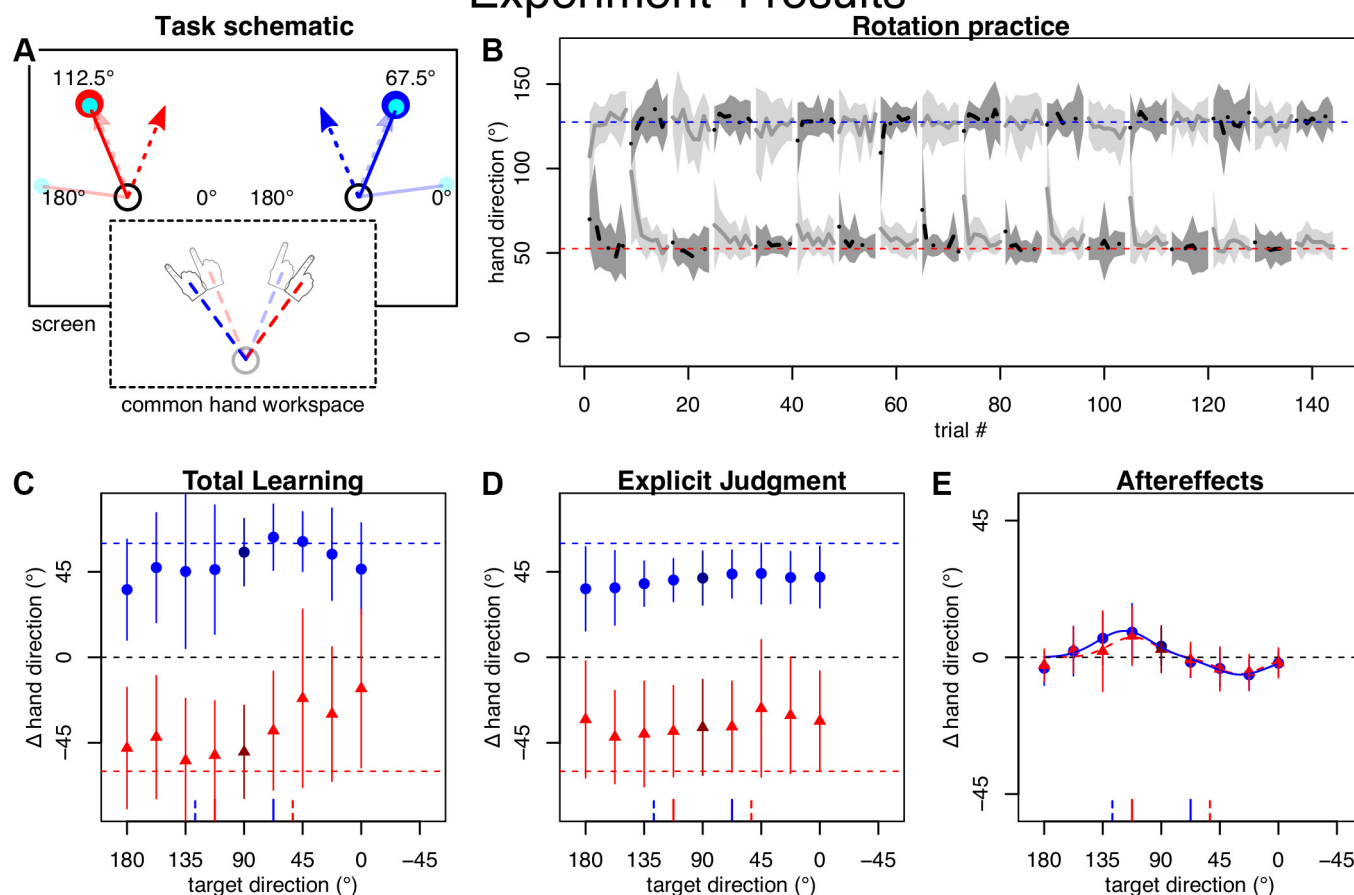 Task schematic
Rotation practice
A
112.5°
67.5°
180°
0°
180°
0°
screen
common hand workspace
B
hand direction (°)
150
100
50
0
0 20 40 60 80 100 120 140
trial #
C
Total Learning
Δ hand direction (°)
45
0
−45
180 135 90 45 0 −45
target direction (°)
D
Explicit Judgment
Δ hand direction (°)
45
0
−45
180 135 90 45 0 −45
target direction (°)
E
Aftereffects
Δ hand direction (°)
45
0
−45
180 135 90 45 0 −45
target direction (°)